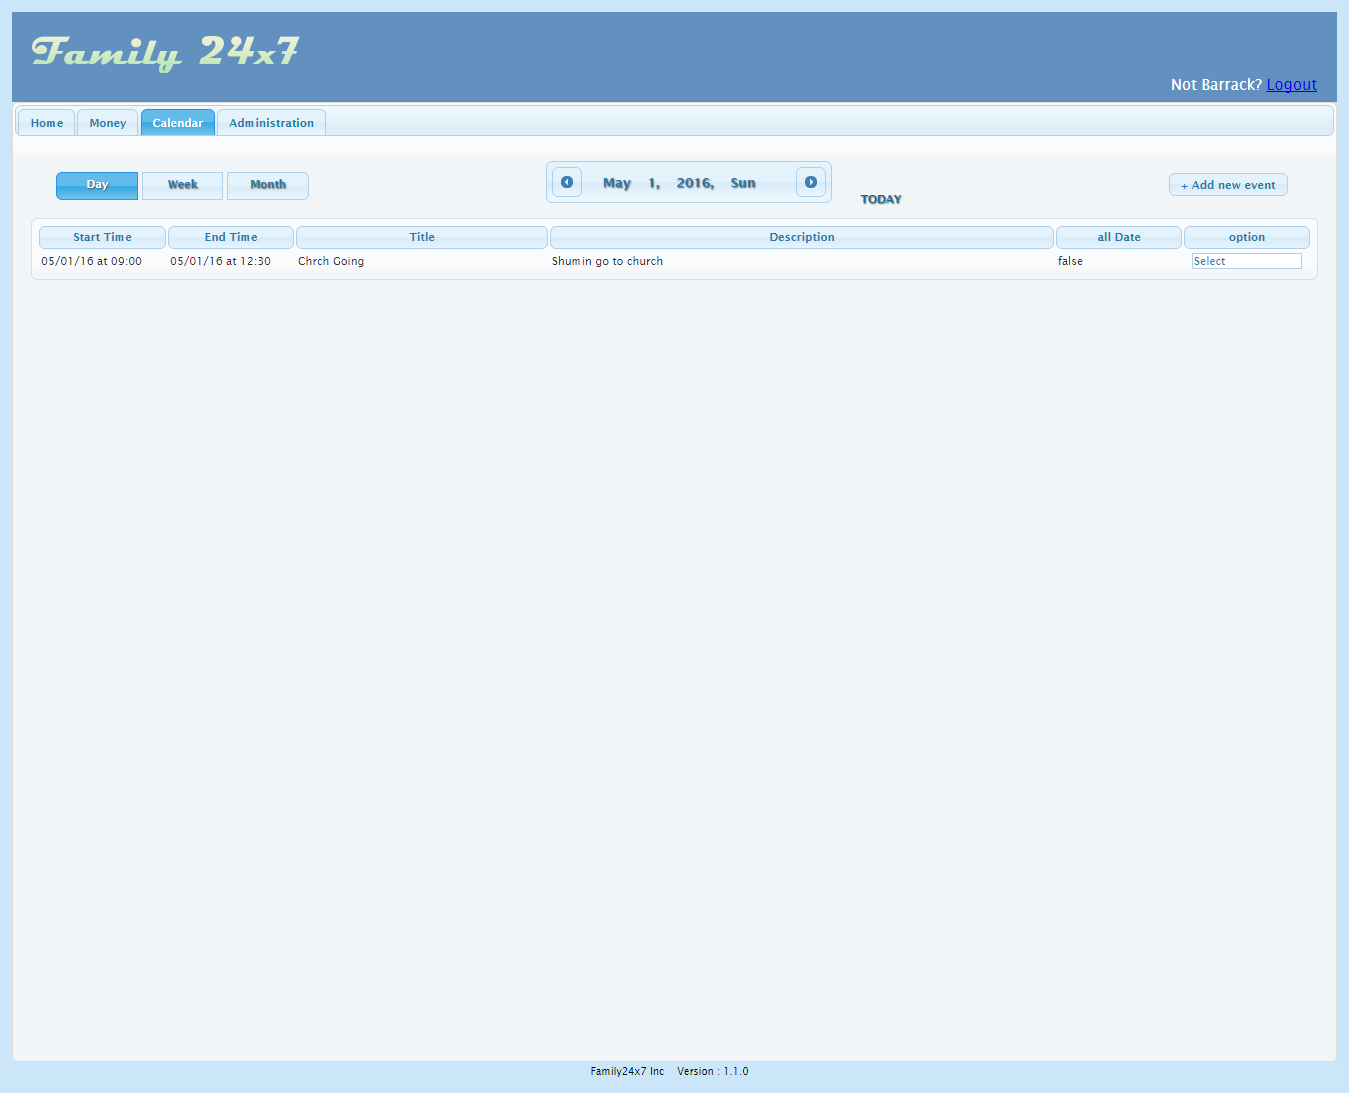 Family 24x7
Not Barrack? Logout
Home Money Calendar Administration
Day Week Month
May 1, 2016, Sun
TODAY
+ Add new event
Start Time End Time Title Description all Date option
05/01/16 at 09:00 05/01/16 at 12:30 Chrch Going Shumin go to church false Select
Family24x7 Inc Version : 1.1.0